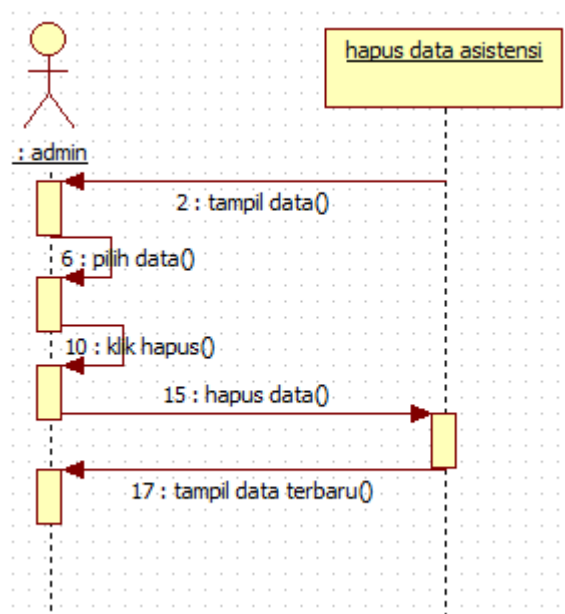 hapus data asistensi
: admin
2 : tampil data()
6 : pilih data()
10 : klik hapus()
15 : hapus data()
17 : tampil data terbaru()